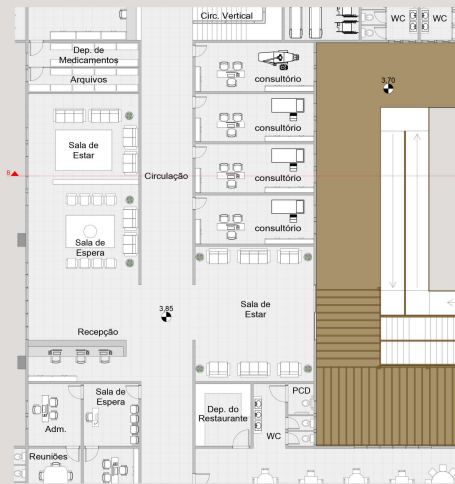 Circ. Vertical
WC
WC
Dep. de
Medicamentos
Arquivos
consultório
3,70
consultório
Sala de
Estar
consultório
Circulação
B
consultório
Sala de
Espera
3,85
Sala de
Estar
Recepção
Sala de
Espera
PCD
Dep. do
Restaurante
Adm.
WC
Reuniões